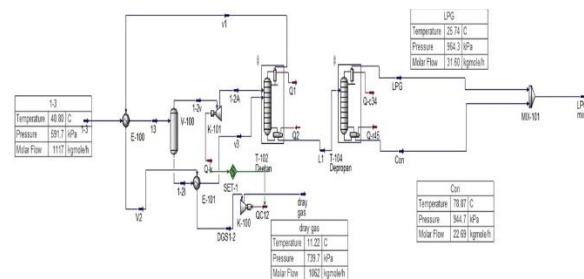 LPG
Temperature 25.74 C
Pressure 964.3 kPa
Molar Flow 31.60 kgmole/h
v1
1-3
Temperature 40.80 C
Pressure 591.7 kPa
Molar Flow 1117 kgmole/h
1-3
E-100
13
V-100
1-2v
K-101
1-2A
v3
Q1
Q2
T-102
L1
T-104
Depropan
Q-c34
Q-r45
LPG
Con
MIX-101
LPG
1-2l
E-101
SET-1
V2
DGS1-2
K-100
QC12
dray
gas
dray gas
Temperature 11.22 C
Pressure 739.7 kPa
Molar Flow 1062 kgmole/h
Con
Temperature 78.87 C
Pressure 944.7 kPa
Molar Flow 22.69 kgmole/h